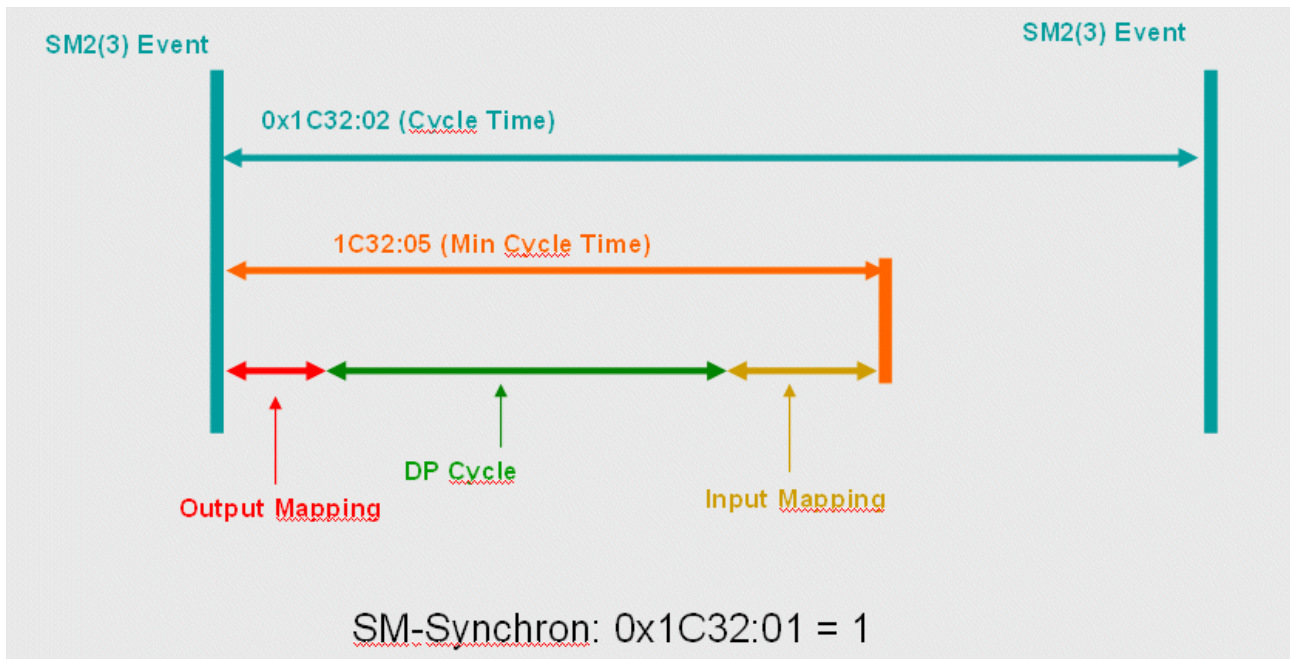 SM2(3) Event
SM2(3) Event
0x1C32:02 (Cycle Time)
1C32:05 (Min Cycle Time)
DP Cycle
Output Mapping
Input Mapping
SM-Synchron: 0x1C32:01 = 1